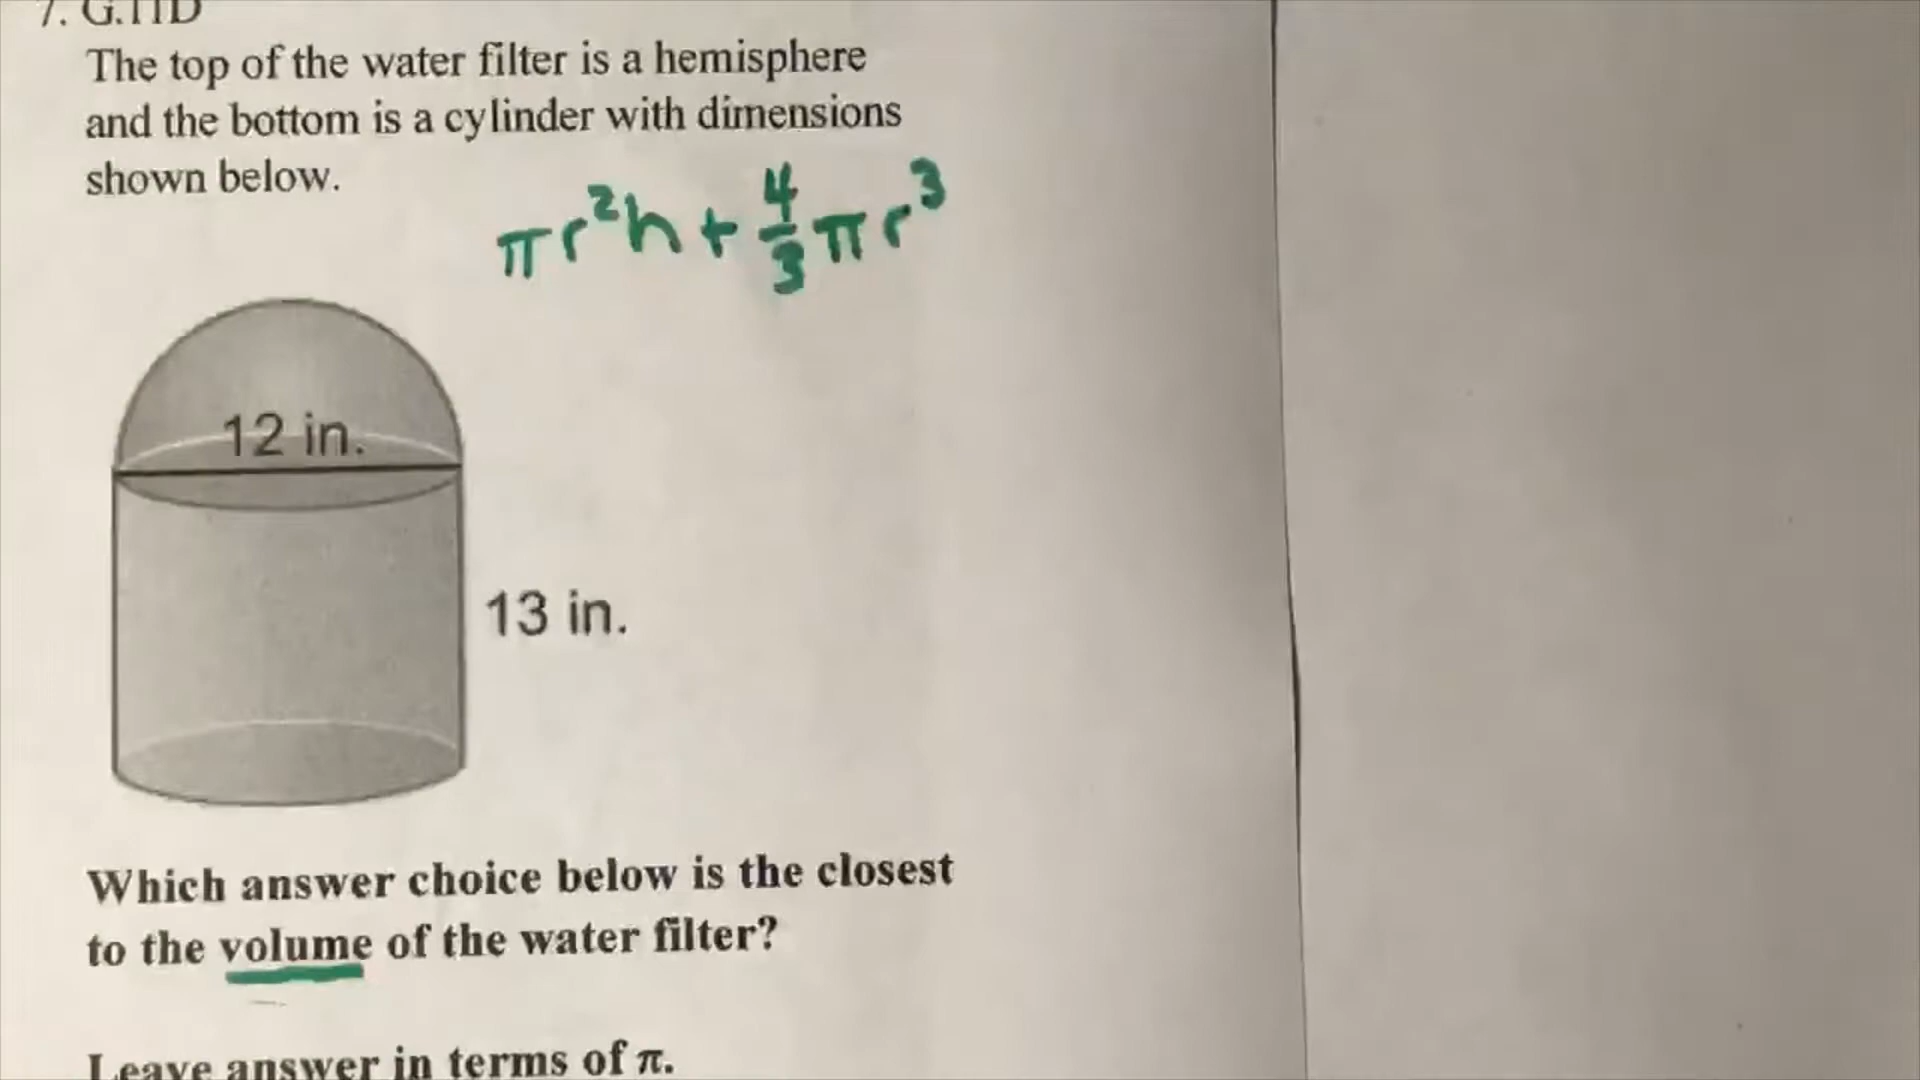 7. G.11D
The top of the water filter is a hemisphere
and the bottom is a cylinder with dimensions
shown below.
πr²h + 4/3 πr³
12 in.
13 in.
Which answer choice below is the closest
to the volume of the water filter?
Leave answer in terms of π.